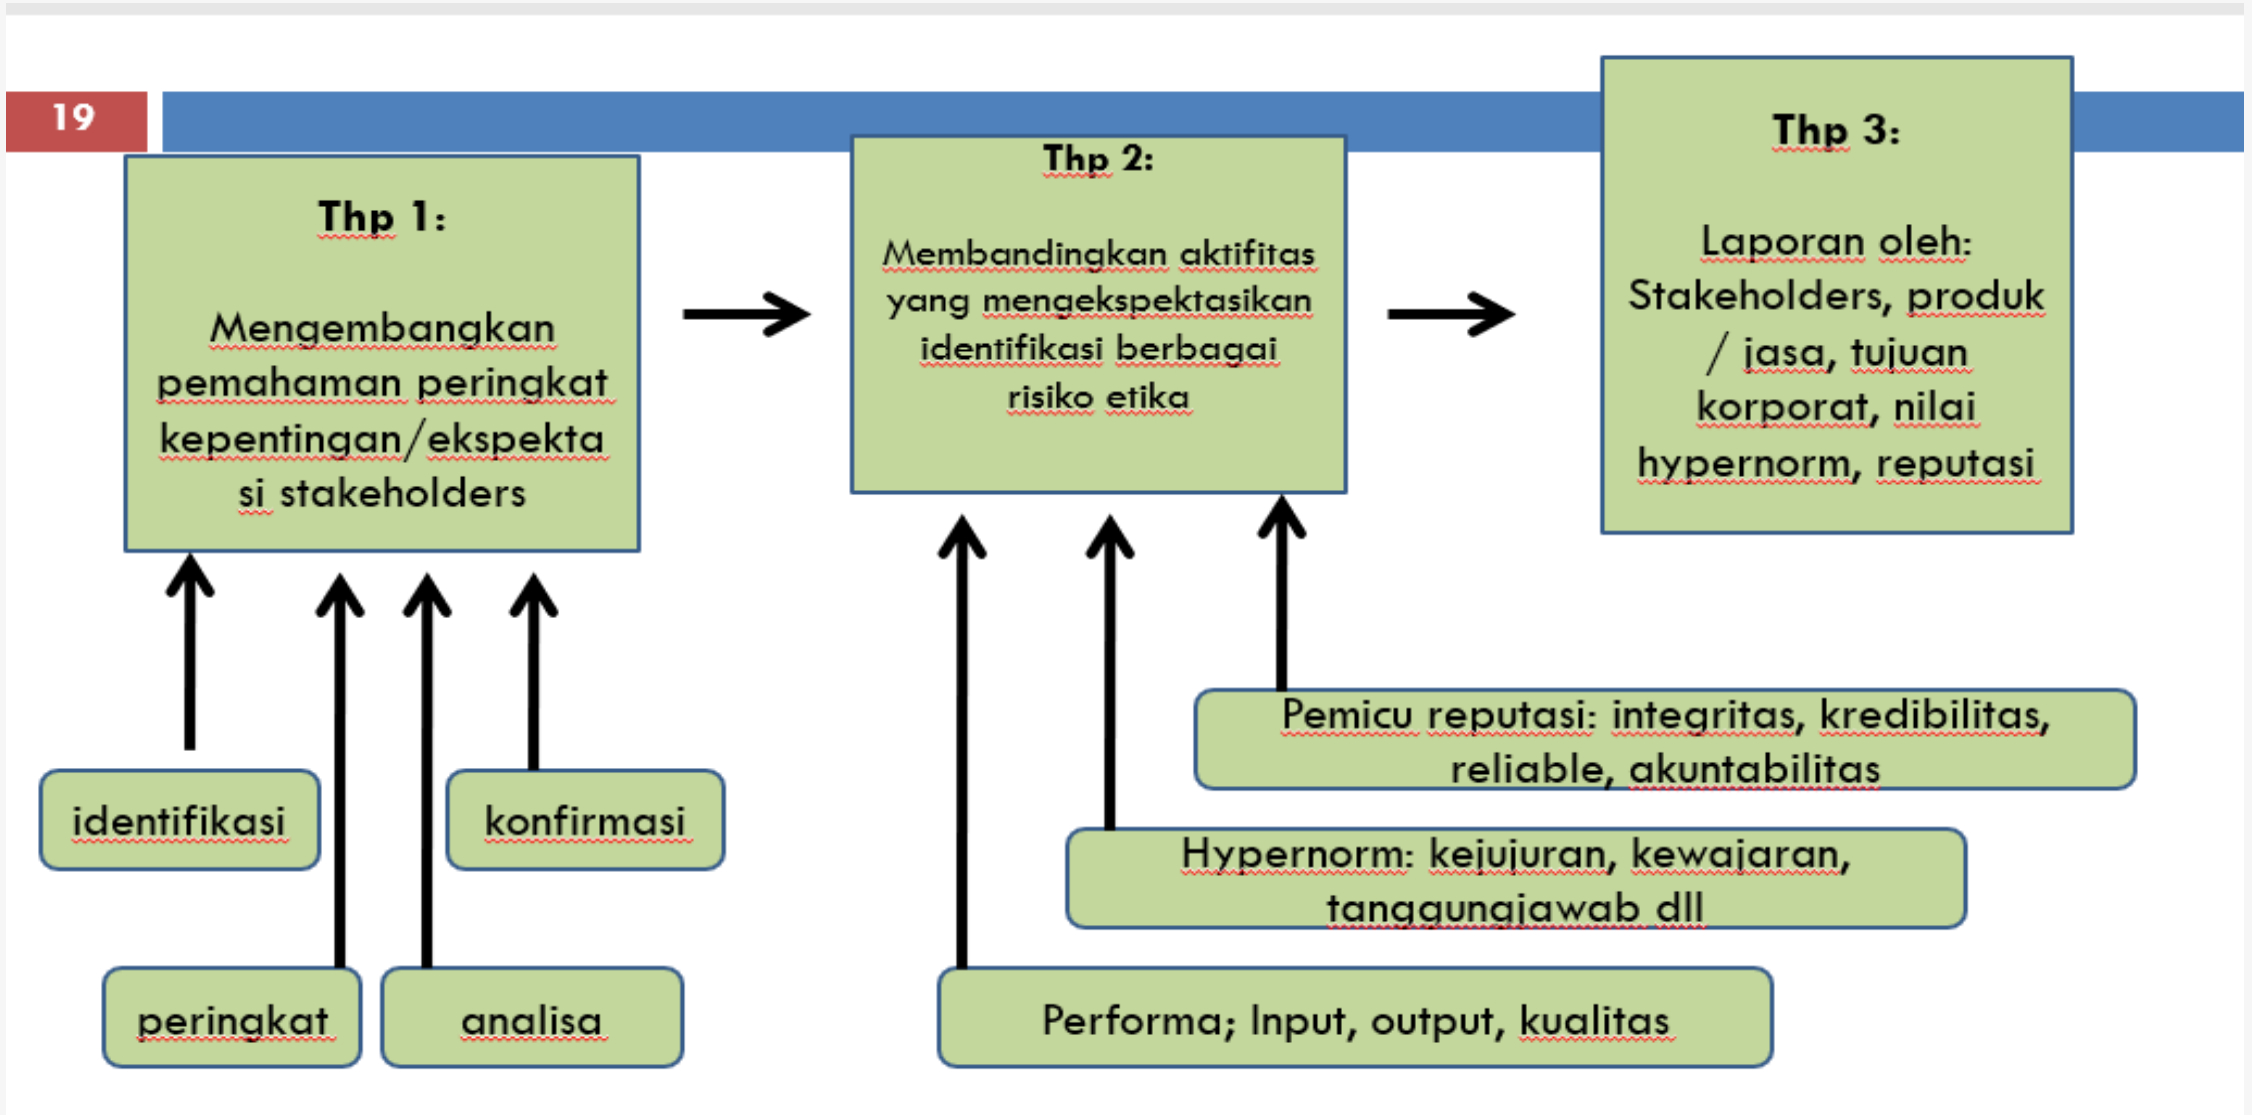 19
Thp 1:
Mengembangkan
pemahaman peringkat
kepentingan/ekspekta
si stakeholders
Thp 2:
Membandingkan aktifitas
yang mengekspektasikan
identifikasi berbagai
risiko etika
Thp 3:
Laporan oleh:
Stakeholders, produk
/ jasa, tujuan
korporat, nilai
hypernorm, reputasi
identifikasi
konfirmasi
peringkat
analisa
Pemicu reputasi: integritas, kredibilitas,
reliable, akuntabilitas
Hypernorm: kejujuran, kewajaran,
tanggungjawab dll
Performa; Input, output, kualitas